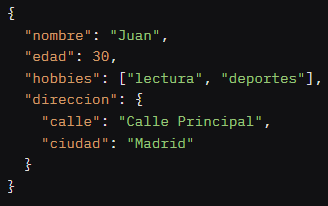 {
  "nombre": "Juan",
  "edad": 30,
  "hobbies": ["lectura", "deportes"],
  "direccion": {
    "calle": "Calle Principal",
    "ciudad": "Madrid"
  }
}